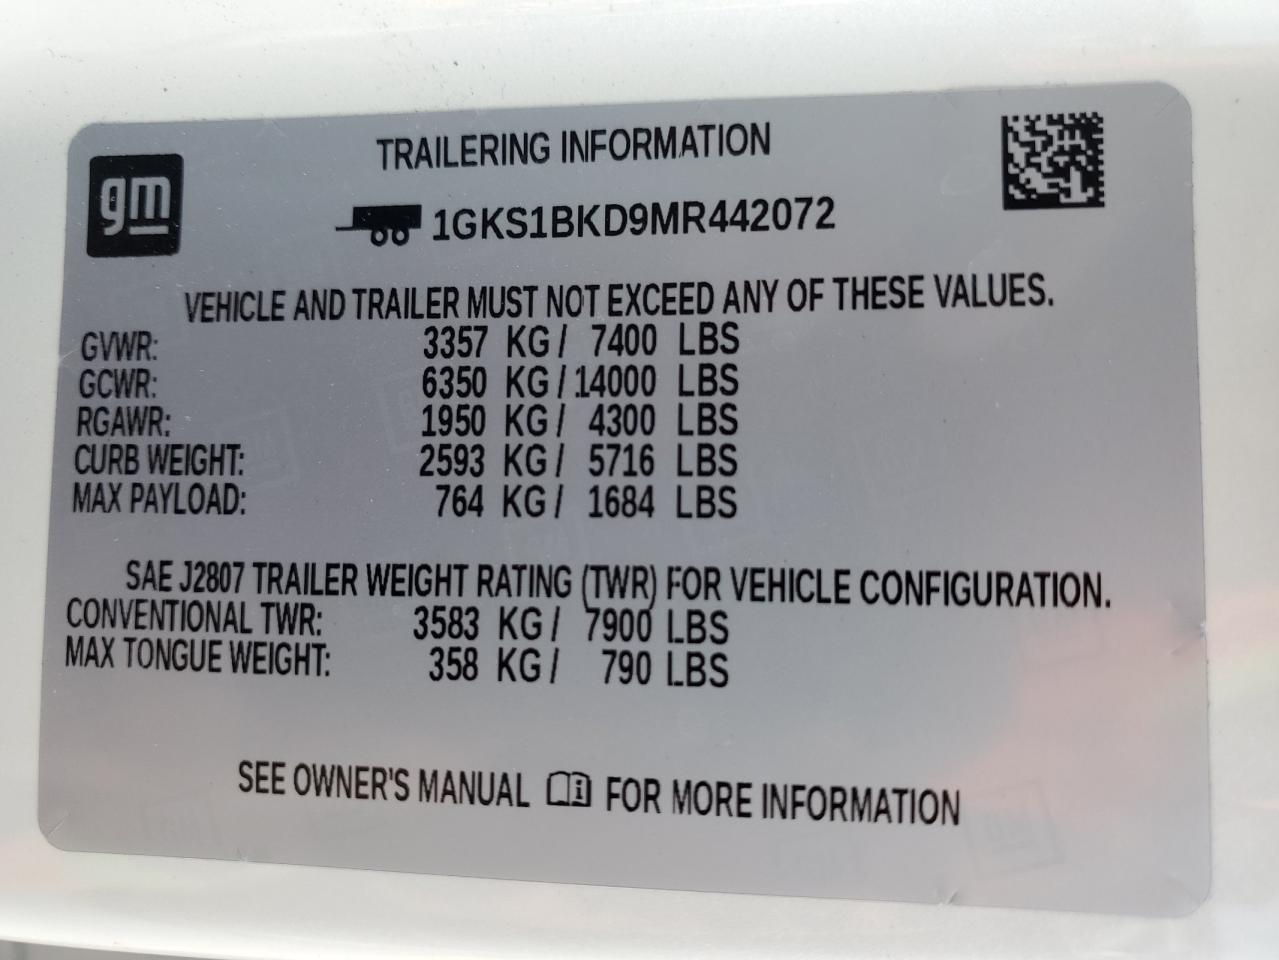 gm
TRAILERING INFORMATION
1GKS1BKD9MR442072
VEHICLE AND TRAILER MUST NOT EXCEED ANY OF THESE VALUES.
GVWR: 3357 KG / 7400 LBS
GCWR: 6350 KG / 14000 LBS
RGAWR: 1950 KG / 4300 LBS
CURB WEIGHT: 2593 KG / 5716 LBS
MAX PAYLOAD: 764 KG / 1684 LBS
SAE J2807 TRAILER WEIGHT RATING (TWR) FOR VEHICLE CONFIGURATION.
CONVENTIONAL TWR: 3583 KG / 7900 LBS
MAX TONGUE WEIGHT: 358 KG / 790 LBS
SEE OWNER'S MANUAL i FOR MORE INFORMATION